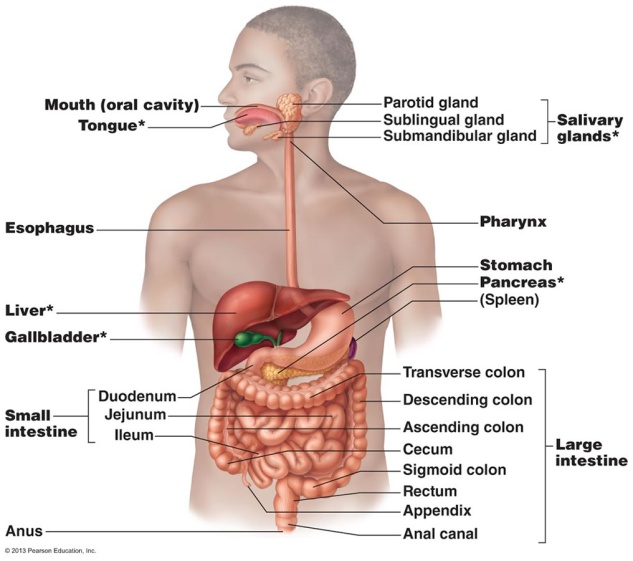 Mouth (oral cavity)
Tongue*
Parotid gland
Sublingual gland
Submandibular gland
Salivary
glands*
Esophagus
Pharynx
Stomach
Pancreas*
(Spleen)
Liver*
Gallbladder*
Small
intestine
Duodenum
Jejunum
Ileum
Transverse colon
Descending colon
Ascending colon
Cecum
Sigmoid colon
Rectum
Appendix
Anal canal
Large
intestine
Anus
© 2013 Pearson Education, Inc.